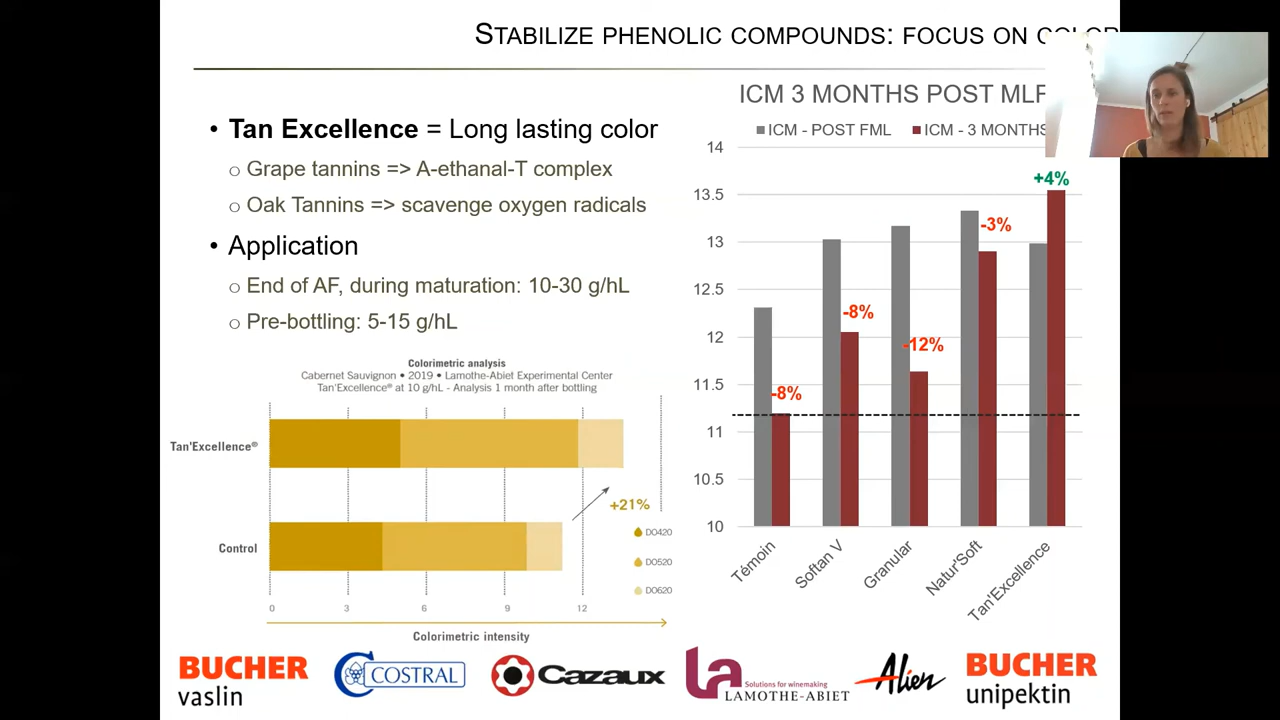 STABILIZE PHENOLIC COMPOUNDS: FOCUS ON COLOR
• Tan Excellence = Long lasting color
○ Grape tannins => A-ethanal-T complex
○ Oak Tannins => scavenge oxygen radicals
• Application
○ End of AF, during maturation: 10-30 g/hL
○ Pre-bottling: 5-15 g/hL
Colorimetric analysis
Cabernet Sauvignon • 2019 • Lamothe-Abiet Experimental Center
Tan'Excellence® at 10 g/hL - Analysis 1 month after bottling
Tan'Excellence®
+21%
Control
DO420
DO520
DO620
0 3 6 9 12
Colorimetric intensity
ICM 3 MONTHS POST MLF
ICM - POST FML ICM - 3 MONTHS
14
13.5
13
12.5
12
11.5
11
10.5
10
-8%
-8%
-12%
-3%
+4%
Témoin
Softan V
Granular
Natur'Soft
Tan'Excellence
BUCHER
vaslin
COSTRAL
Cazaux
La
Solutions for winemaking
LAMOTHE-ABIET
Alien
BUCHER
unipektin